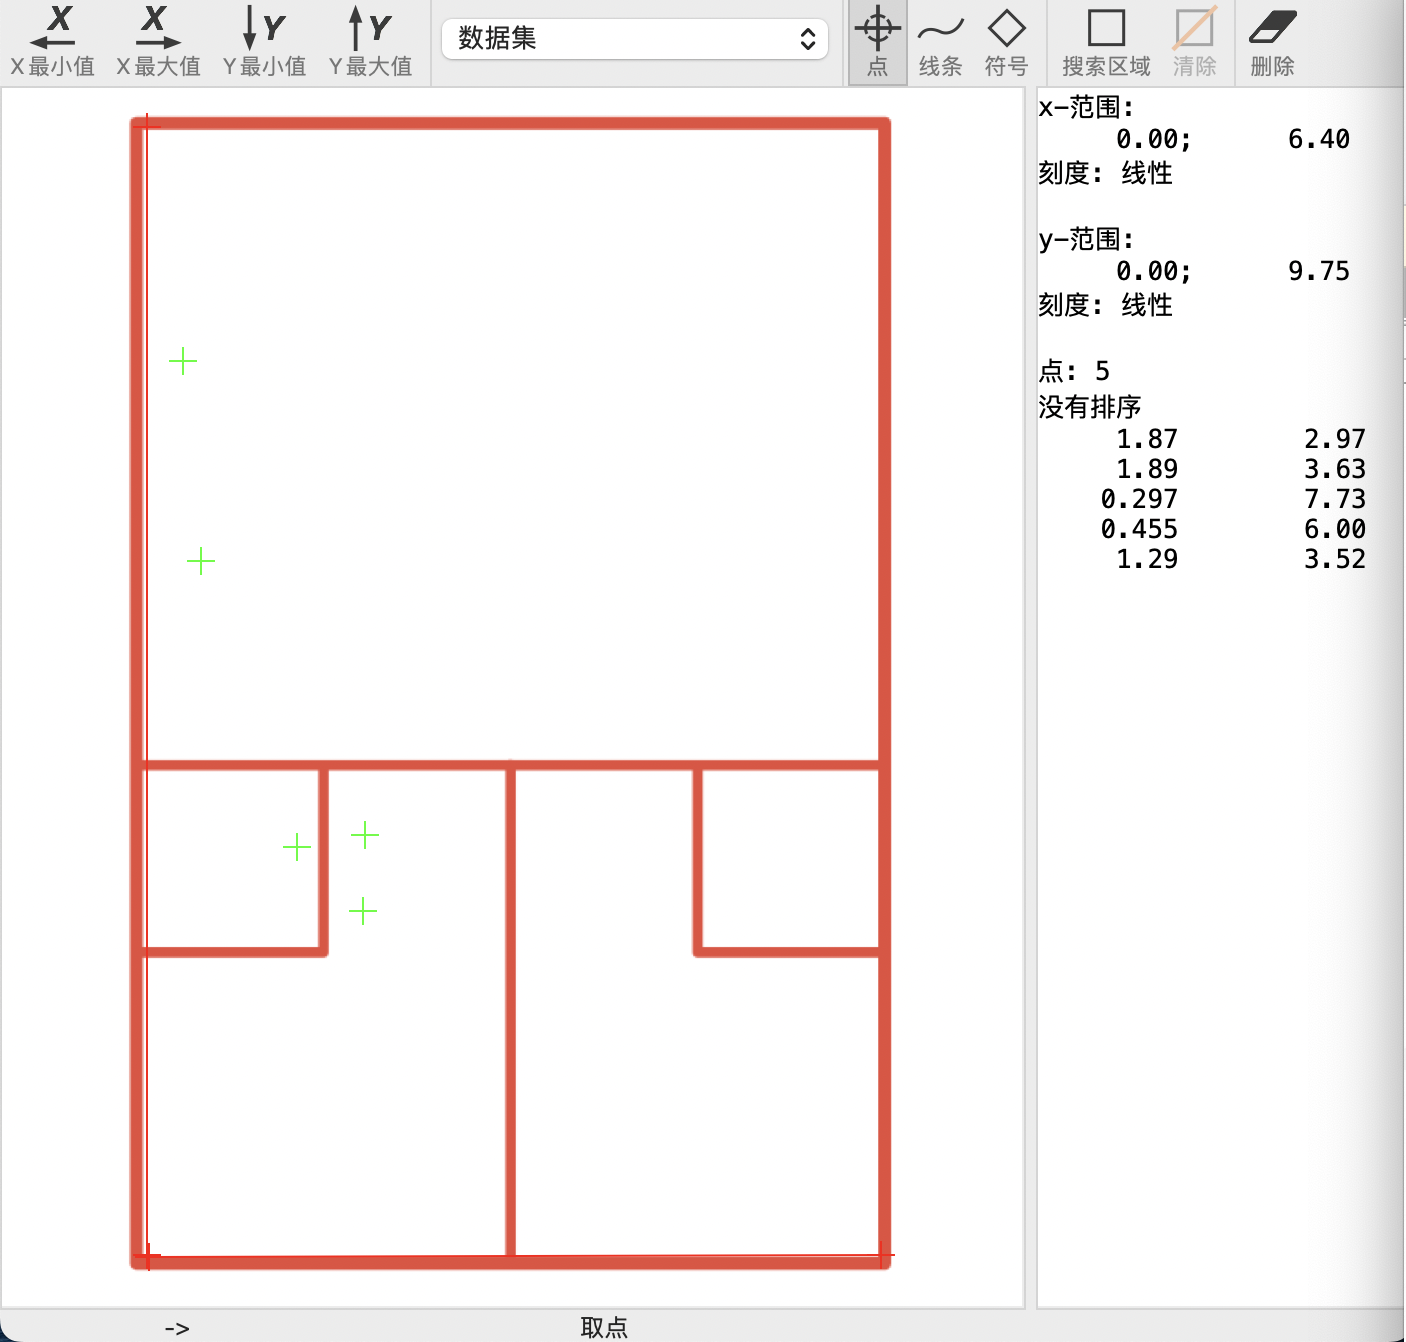 X Y Y
X最小值 X最大值 Y最小值 Y最大值
数据集
点 线条 符号 搜索区域 清除 删除
x-范围:
0.00; 6.40
刻度: 线性
y-范围:
0.00; 9.75
刻度: 线性
点: 5
没有排序
1.87 2.97
1.89 3.63
0.297 7.73
0.455 6.00
1.29 3.52
-> 取点